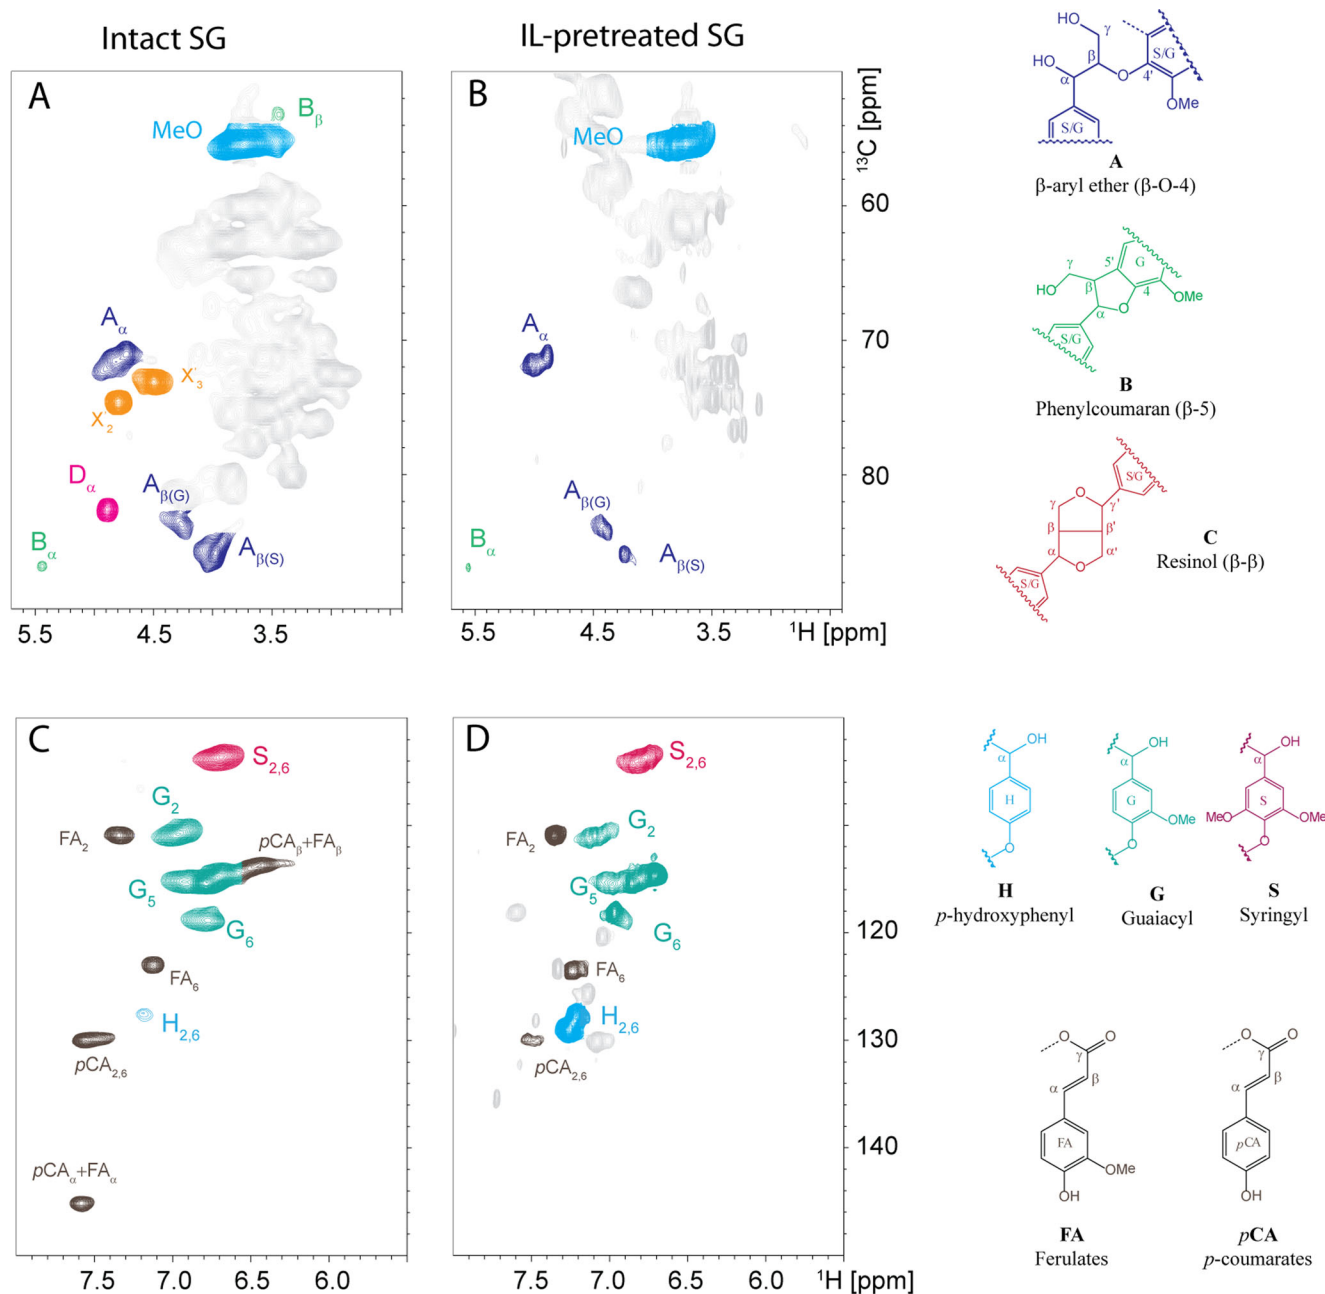 Intact SG
IL-pretreated SG
A
MeO
Bβ
Aα
X'3
X'2
Dα
Aβ(G)
Aβ(S)
Bα
5.5 4.5 3.5 ¹H [ppm]
B
MeO
Aα
Aβ(G)
Aβ(S)
Bα
5.5 4.5 3.5
¹³C [ppm]
60
70
80
HO γ
HO β O 4' S/G
α OMe
S/G
A
β-aryl ether (β-O-4)
γ 5' G
HO β 4 OMe
α O
S/G
B
Phenylcoumaran (β-5)
S/G
O
γ γ'
β β'
α α'
O
S/G
C
Resinol (β-β)
C
S2,6
G2
FA2
pCAβ+FAβ
G5
G6
FA6
H2,6
pCA2,6
pCAα+FAα
7.5 7.0 6.5 6.0
D
S2,6
G2
FA2
G5
G6
FA6
H2,6
pCA2,6
7.5 7.0 6.5 6.0 ¹H [ppm]
120
130
140
OH
α
H
O
H
p-hydroxyphenyl
OH
α
G
OMe
O
G
Guaiacyl
OH
α
S
MeO OMe
O
S
Syringyl
O O
γ
α β
FA
OMe
OH
FA
Ferulates
O O
γ
α β
pCA
OH
pCA
p-coumarates